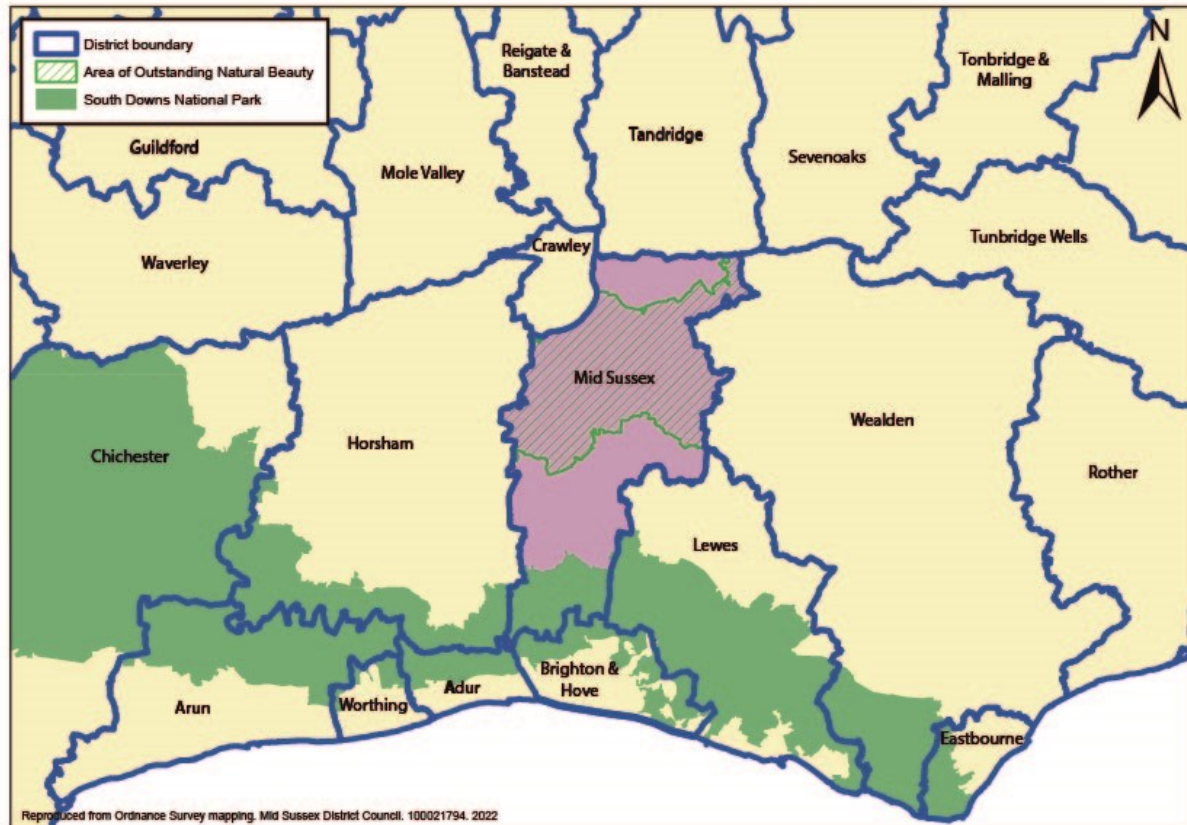 District boundary
Area of Outstanding Natural Beauty
South Downs National Park
N
Reigate &
Banstead
Tonbridge &
Malling
Guildford
Mole Valley
Tandridge
Sevenoaks
Waverley
Crawley
Tunbridge Wells
Mid Sussex
Chichester
Horsham
Wealden
Rother
Lewes
Arun
Worthing
Adur
Brighton &
Hove
Eastbourne
Reproduced from Ordnance Survey mapping. Mid Sussex District Council. 100021794. 2022